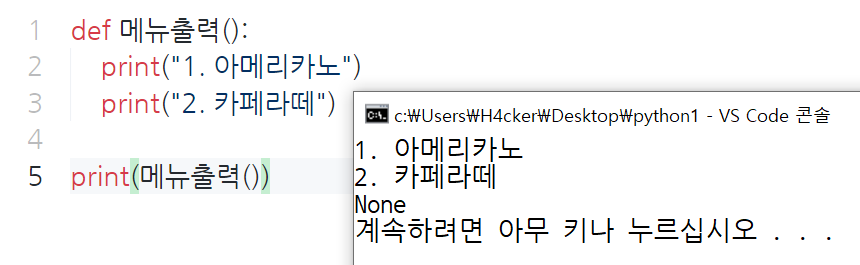 1 def 메뉴출력():
2 print("1. 아메리카노")
3 print("2. 카페라떼")
4
5 print(메뉴출력())
c:\Users\H4cker\Desktop\python1 - VS Code 콘솔
1. 아메리카노
2. 카페라떼
None
계속하려면 아무 키나 누르십시오 . . .